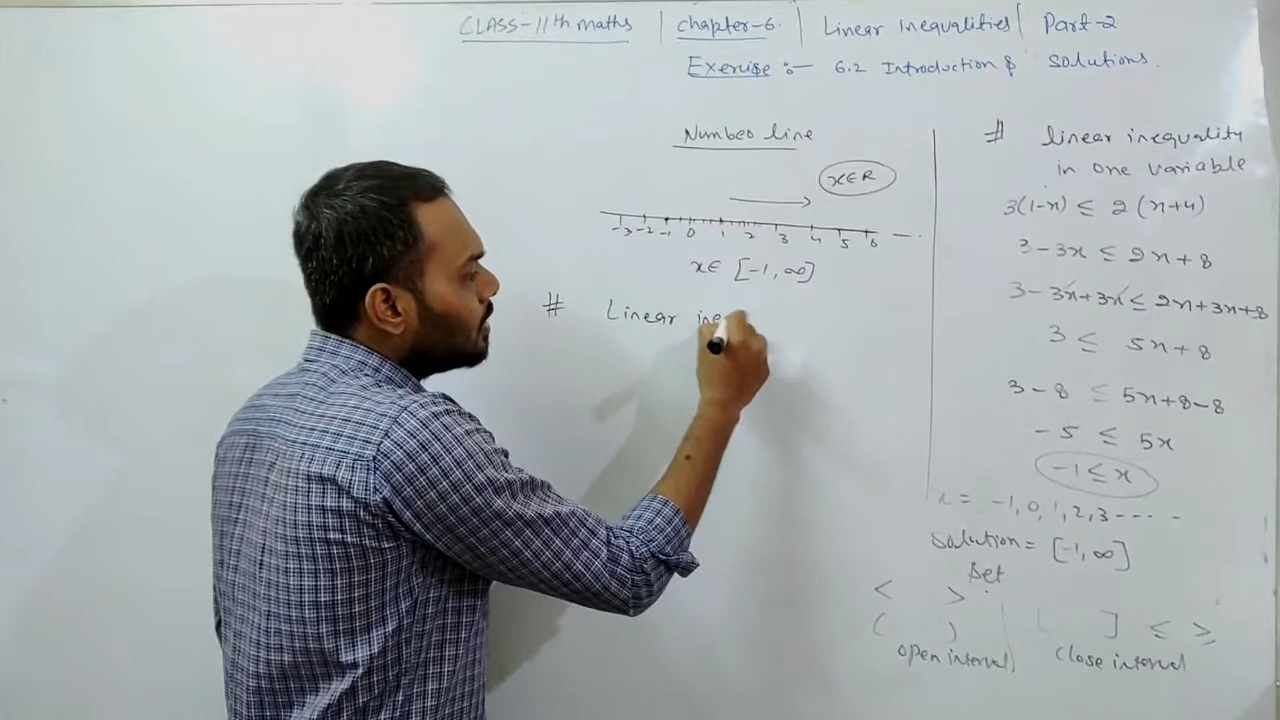 CLASS-11th maths | chapter-6. | Linear inequalities | Part-2
Exercise :- 6.2 Introduction & solutions.
Number line
x∈R
-3 -2 -1 0 1 2 3 4 5 6
x∈ [-1, ∞)
# Linear ine
# linear inequality
in one variable
3(1-x) ≤ 2(x+4)
3-3x ≤ 2x+8
3-3x+3x ≤ 2x+3x+8
3 ≤ 5x+8
3-8 ≤ 5x+8-8
-5 ≤ 5x
-1 ≤ x
x = -1, 0, 1, 2, 3 - - - - -
Solution = [-1, ∞]
Set
< >
( ) [ ] ≤ ≥
open interval close interval